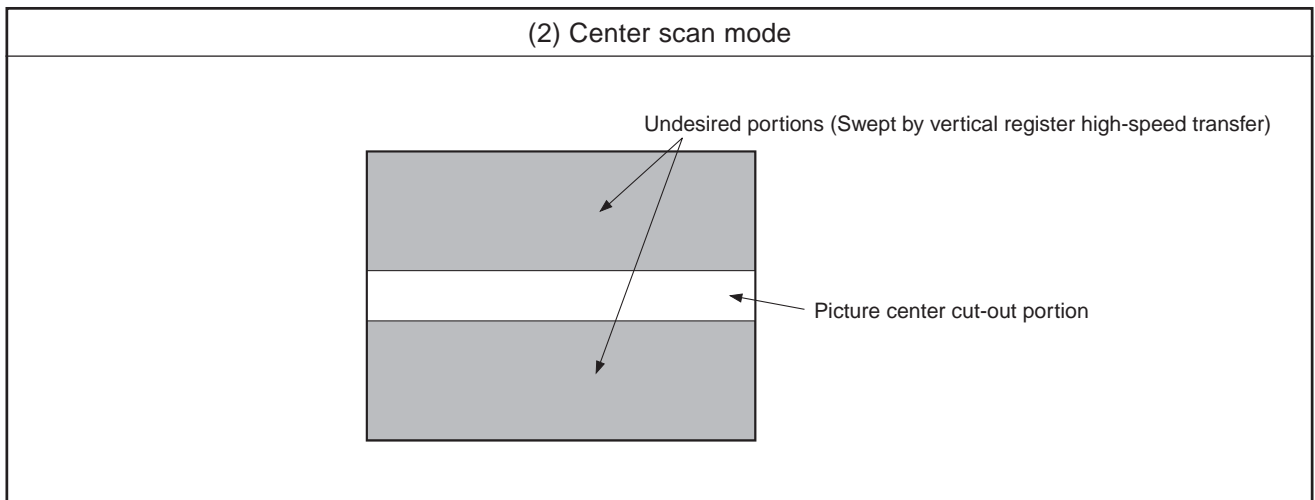 (2) Center scan mode
Undesired portions (Swept by vertical register high-speed transfer)
Picture center cut-out portion